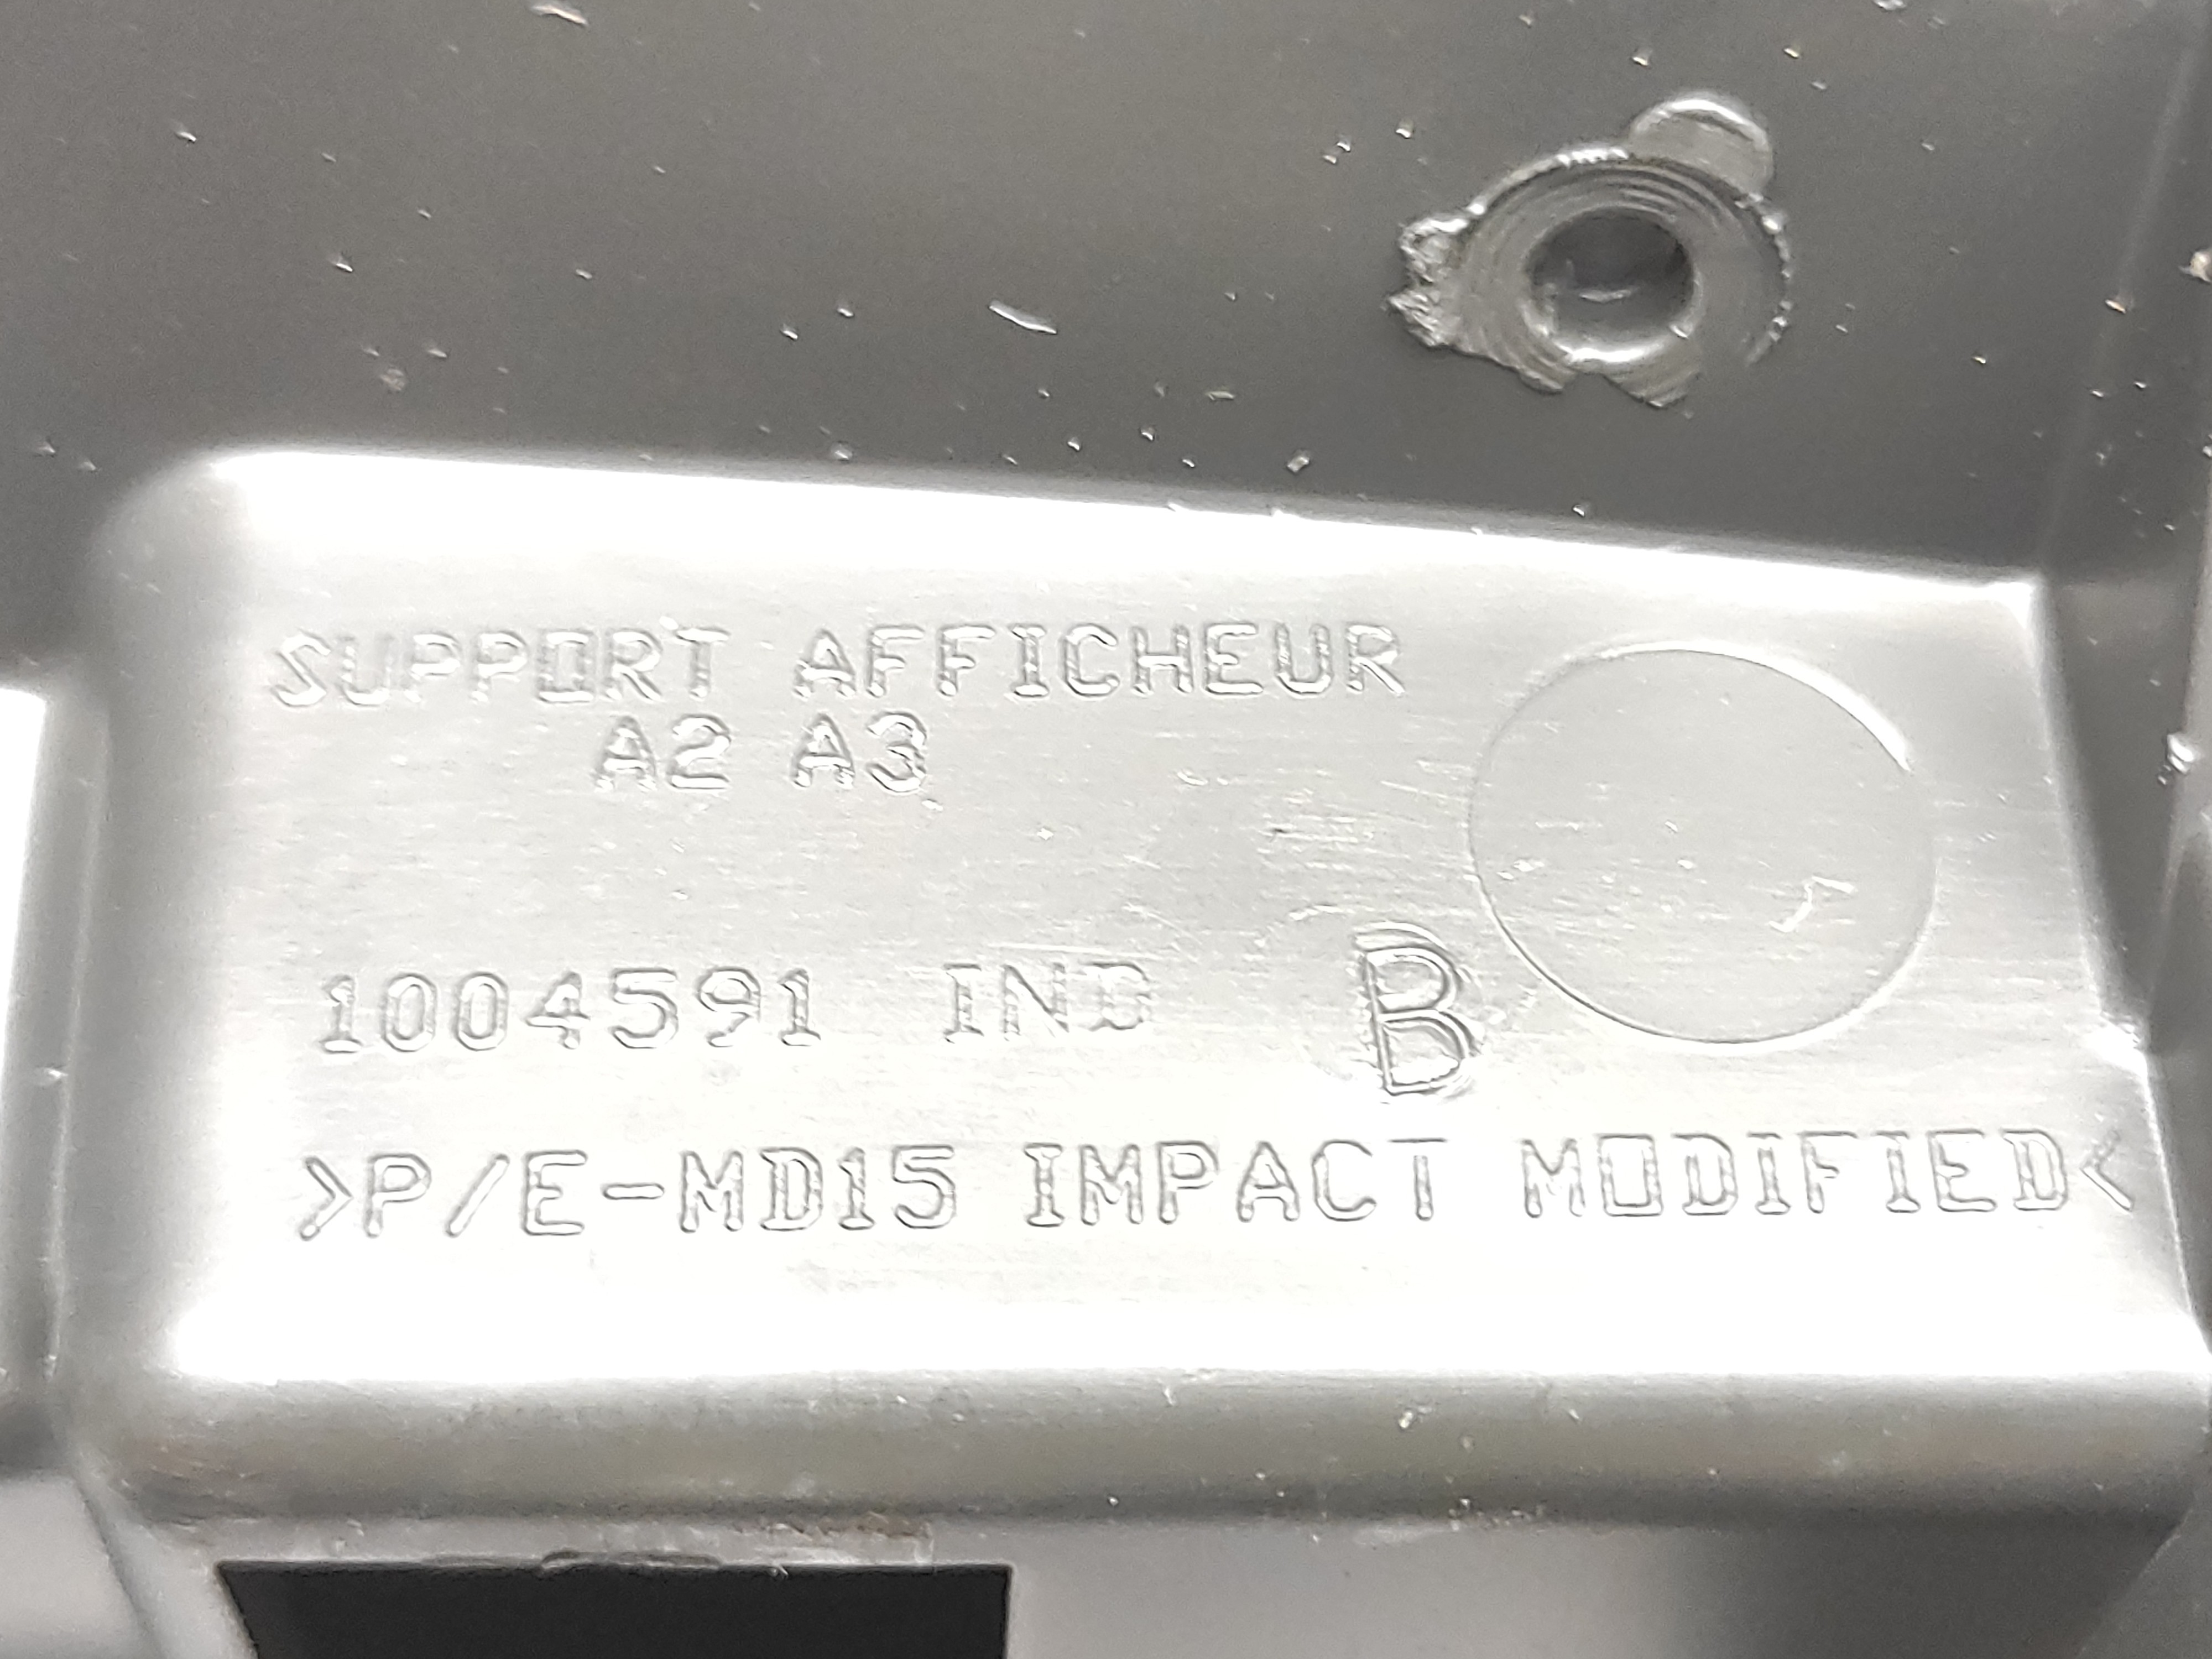 SUPPORT AFFICHEUR
A2 A3
1004591 IND B
>P/E-MD15 IMPACT MODIFIED<